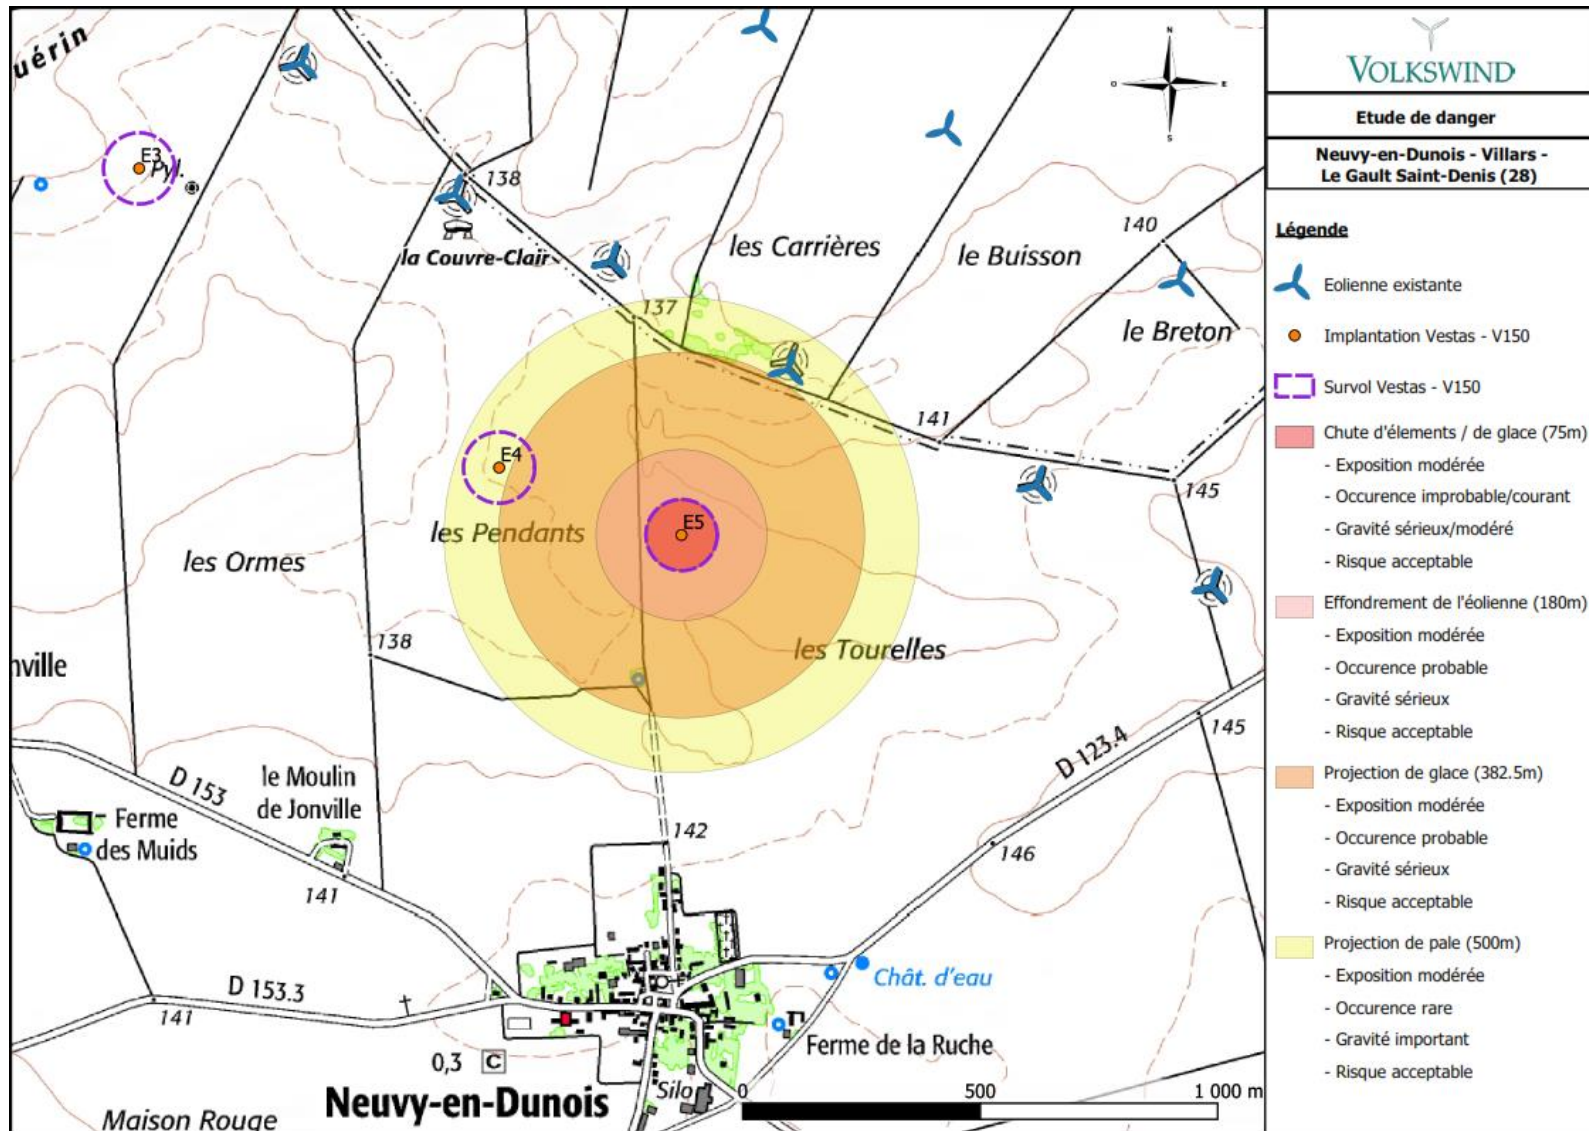 uérin
E3
Pyl.
138
la Couvre-Clair
les Carrières
le Buisson
140
137
le Breton
141
145
E4
E5
les Pendants
les Ormes
138
les Tourelles
nville
145
D 123.4
D 153
le Moulin
de Jonville
Ferme
des Muids
142
146
141
Chât. d'eau
D 153.3
141
Ferme de la Ruche
0,3 C
Neuvy-en-Dunois
Silo
Maison Rouge
0 500 1 000 m
N
O E
S
VOLKSWIND
Etude de danger
Neuvy-en-Dunois - Villars -
Le Gault Saint-Denis (28)
Légende
Eolienne existante
Implantation Vestas - V150
Survol Vestas - V150
Chute d'élements / de glace (75m)
- Exposition modérée
- Occurence improbable/courant
- Gravité sérieux/modéré
- Risque acceptable
Effondrement de l'éolienne (180m)
- Exposition modérée
- Occurence probable
- Gravité sérieux
- Risque acceptable
Projection de glace (382.5m)
- Exposition modérée
- Occurence probable
- Gravité sérieux
- Risque acceptable
Projection de pale (500m)
- Exposition modérée
- Occurence rare
- Gravité important
- Risque acceptable